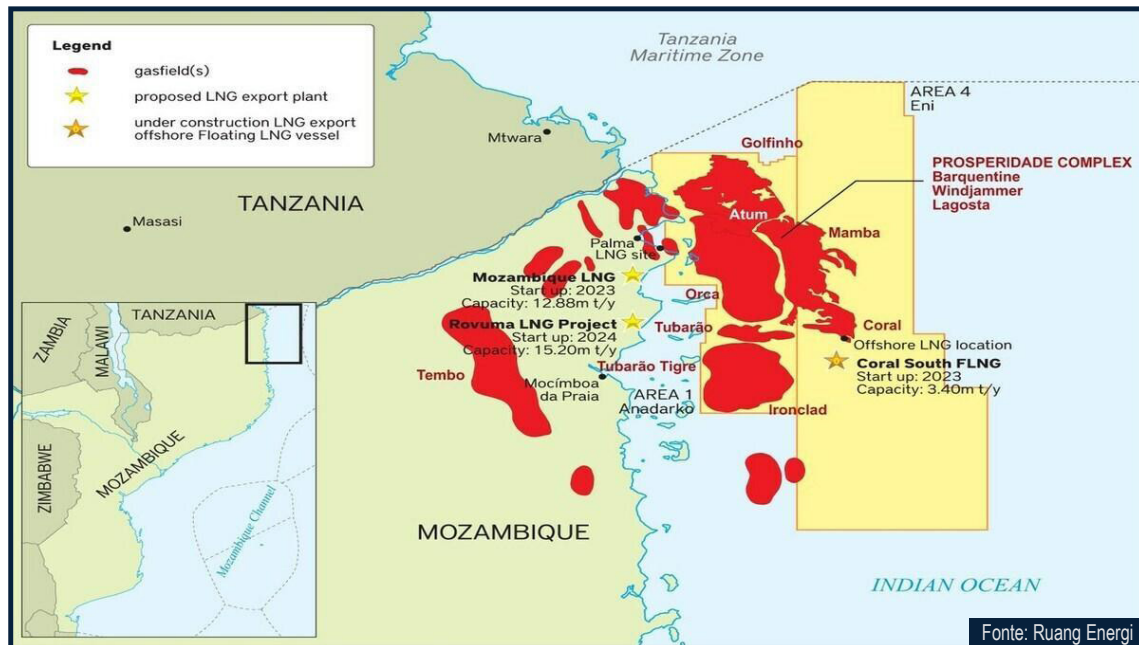 Legend
gasfield(s)
proposed LNG export plant
under construction LNG export
offshore Floating LNG vessel
Tanzania
Maritime Zone
AREA 4
Eni
Mtwara
Golfinho
PROSPERIDADE COMPLEX
Barquentine
Windjammer
Lagosta
TANZANIA
Masasi
Atum
Mamba
Palma
LNG site
Mozambique LNG
Start up: 2023
Capacity: 12.88m t/y
Orca
Rovuma LNG Project
Start up: 2024
Capacity: 15.20m t/y
Tubarão
Coral
Offshore LNG location
Coral South FLNG
Start up: 2023
Capacity: 3.40m t/y
Tembo
Tubarão Tigre
Mocímboa
da Praia
AREA 1
Anadarko
Ironclad
ZAMBIA
MALAWI
TANZANIA
MOZAMBIQUE
ZIMBABWE
Mozambique Channel
MOZAMBIQUE
INDIAN OCEAN
Fonte: Ruang Energi